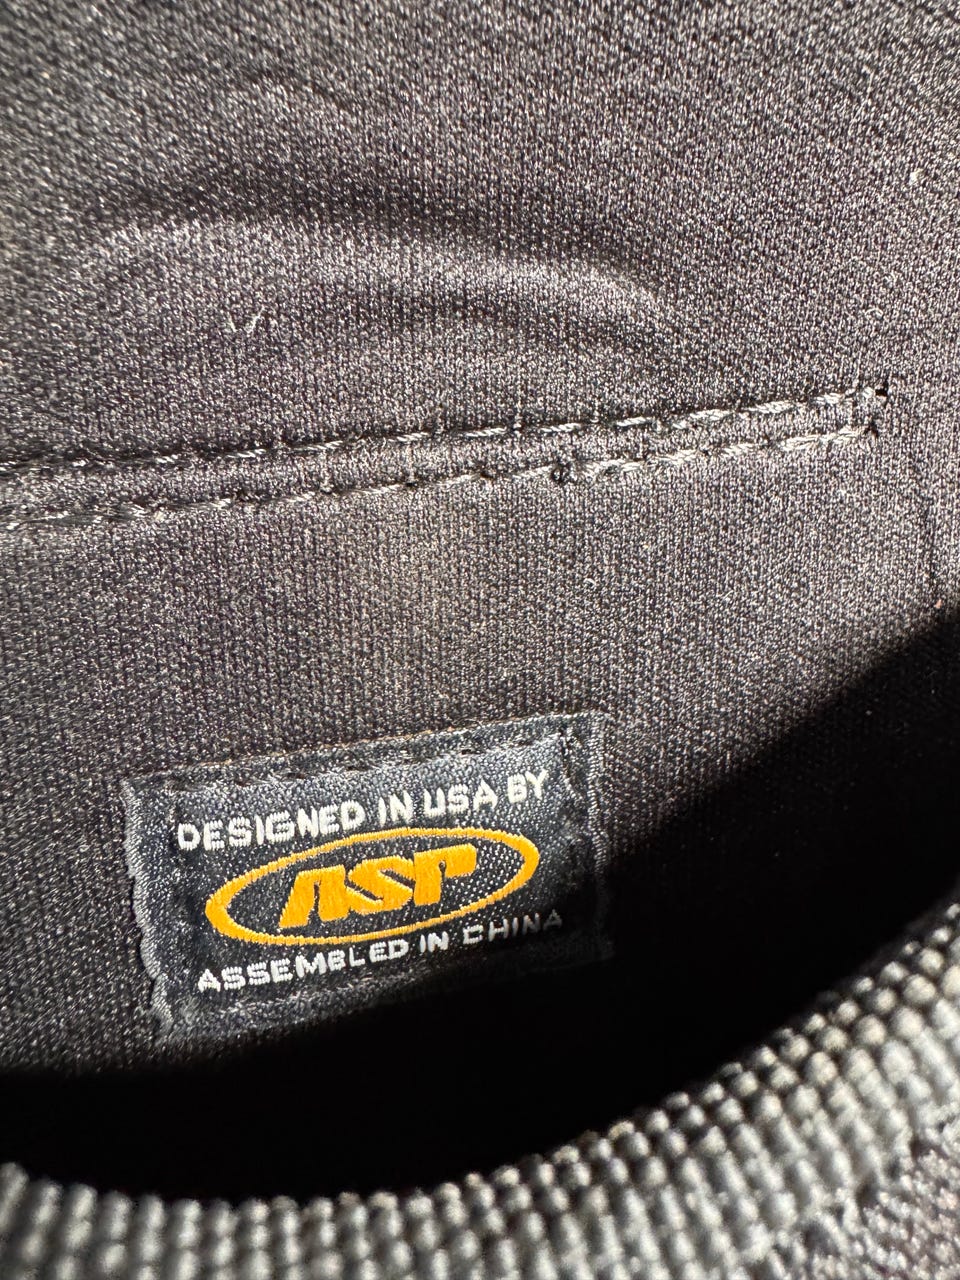 DESIGNED IN USA BY
ASP
ASSEMBLED IN CHINA